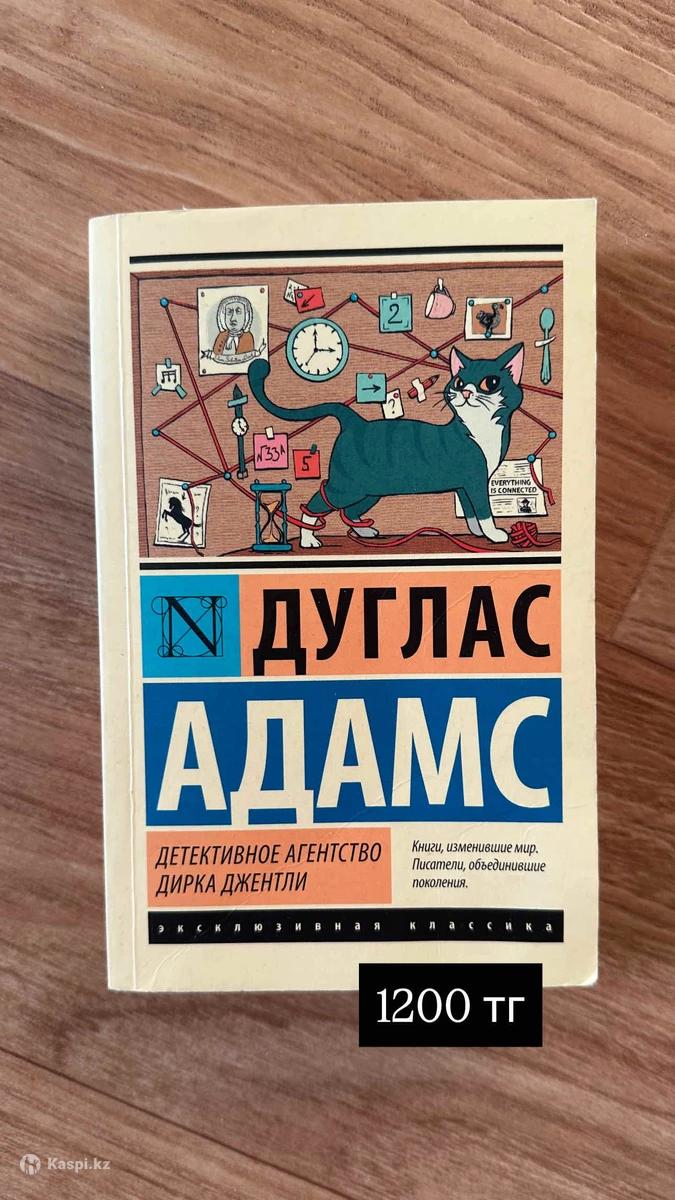 2
?
№33А
5
EVERYTHING
IS CONNECTED
N
ДУГЛАС
АДАМС
ДЕТЕКТИВНОЕ АГЕНТСТВО
ДИРКА ДЖЕНТЛИ
Книги, изменившие мир.
Писатели, объединившие
поколения.
эксклюзивная классика
1200 тг
Kaspi.kz